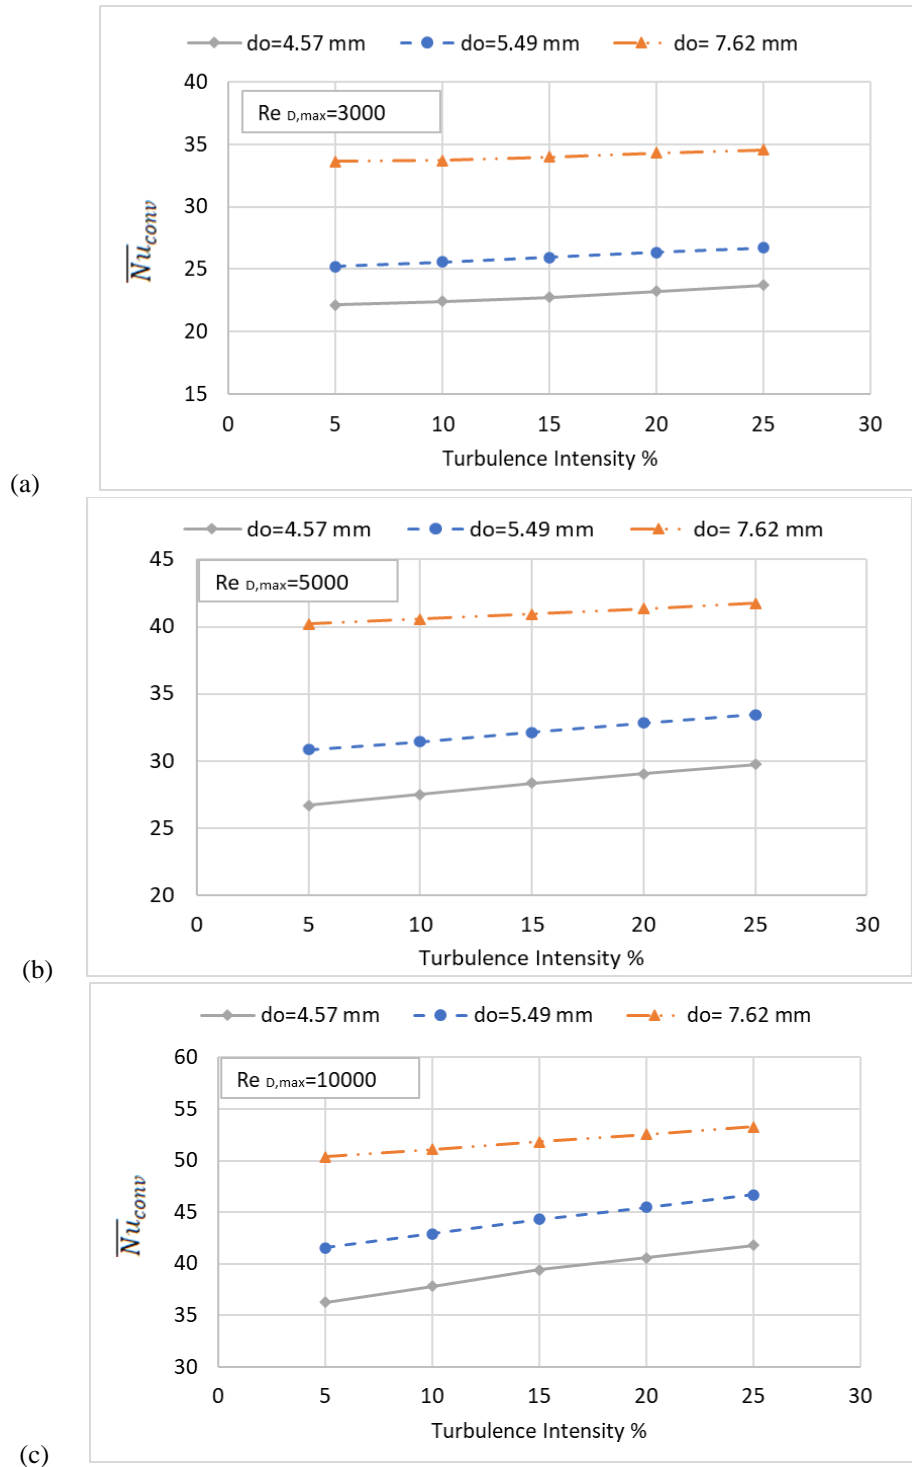 do=4.57 mm do=5.49 mm do= 7.62 mm
40
Re D,max=3000
35
30
25
20
15
0 5 10 15 20 25 30
Nu conv
Turbulence Intensity %
(a)
do=4.57 mm do=5.49 mm do= 7.62 mm
45
Re D,max=5000
40
35
30
25
20
0 5 10 15 20 25 30
Turbulence Intensity %
(b)
do=4.57 mm do=5.49 mm do= 7.62 mm
60
Re D,max=10000
55
50
45
40
35
30
0 5 10 15 20 25 30
Nu conv
Turbulence Intensity %
(c)